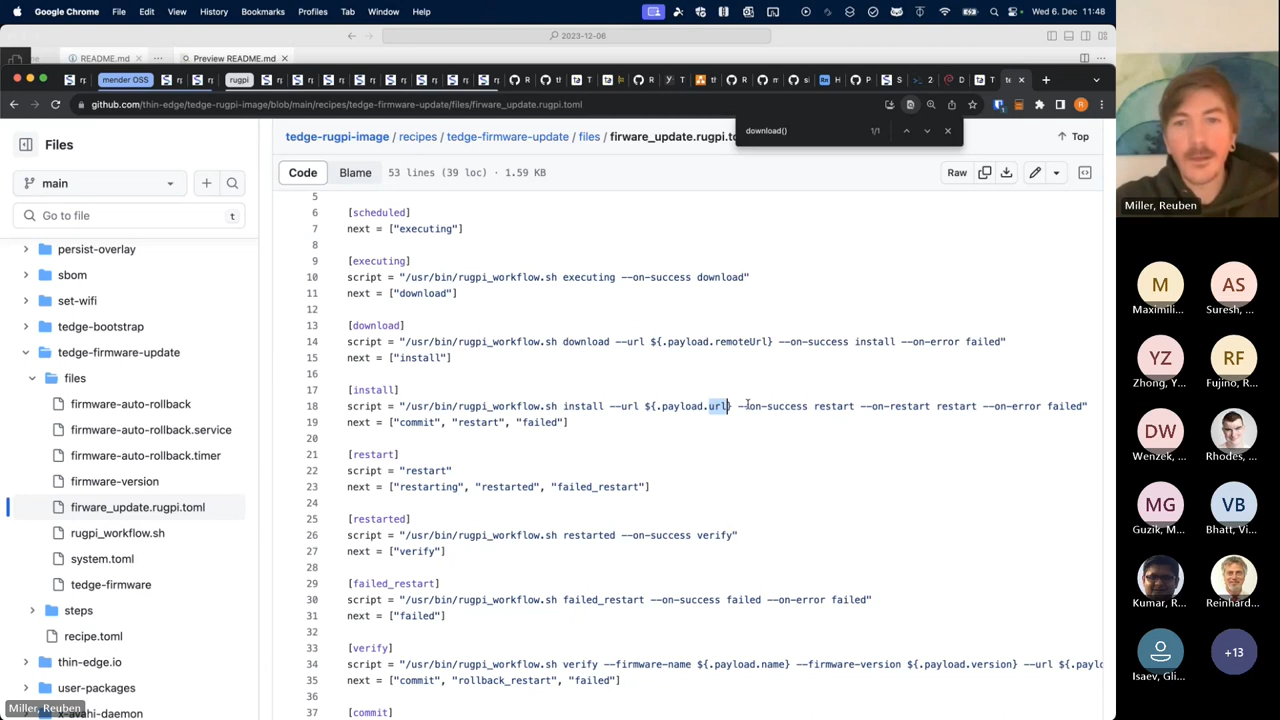 Google Chrome File Edit View History Bookmarks Profiles Tab Window Help Wed 6. Dec 11:48
2023-12-06
README.md Preview README.md
mender OSS rugpi
github.com/thin-edge/tedge-rugpi-image/blob/main/recipes/tedge-firmware-update/files/firware_update.rugpi.toml
download() 1/1
Files
main
Go to file t
persist-overlay
sbom
set-wifi
tedge-bootstrap
tedge-firmware-update
files
firmware-auto-rollback
firmware-auto-rollback.service
firmware-auto-rollback.timer
firmware-version
firware_update.rugpi.toml
rugpi_workflow.sh
system.toml
tedge-firmware
steps
recipe.toml
thin-edge.io
user-packages
x-avahi-daemon
Miller, Reuben
tedge-rugpi-image / recipes / tedge-firmware-update / files / firware_update.rugpi.to
Top
Code Blame 53 lines (39 loc) · 1.59 KB Raw
5
6 [scheduled]
7 next = ["executing"]
8
9 [executing]
10 script = "/usr/bin/rugpi_workflow.sh executing --on-success download"
11 next = ["download"]
12
13 [download]
14 script = "/usr/bin/rugpi_workflow.sh download --url ${.payload.remoteUrl} --on-success install --on-error failed"
15 next = ["install"]
16
17 [install]
18 script = "/usr/bin/rugpi_workflow.sh install --url ${.payload.url} --on-success restart --on-restart restart --on-error failed"
19 next = ["commit", "restart", "failed"]
20
21 [restart]
22 script = "restart"
23 next = ["restarting", "restarted", "failed_restart"]
24
25 [restarted]
26 script = "/usr/bin/rugpi_workflow.sh restarted --on-success verify"
27 next = ["verify"]
28
29 [failed_restart]
30 script = "/usr/bin/rugpi_workflow.sh failed_restart --on-success failed --on-error failed"
31 next = ["failed"]
32
33 [verify]
34 script = "/usr/bin/rugpi_workflow.sh verify --firmware-name ${.payload.name} --firmware-version ${.payload.version} --url ${.paylo
35 next = ["commit", "rollback_restart", "failed"]
36
37 [commit]
Miller, Reuben
M AS
Maximili... Suresh, ...
YZ RF
Zhong, Y... Fujino, R...
DW
Wenzek, ... Rhodes, ...
MG VB
Guzik, M... Bhatt, Vi...
Kumar, R... Reinhard...
+13
Isaev, Gli...